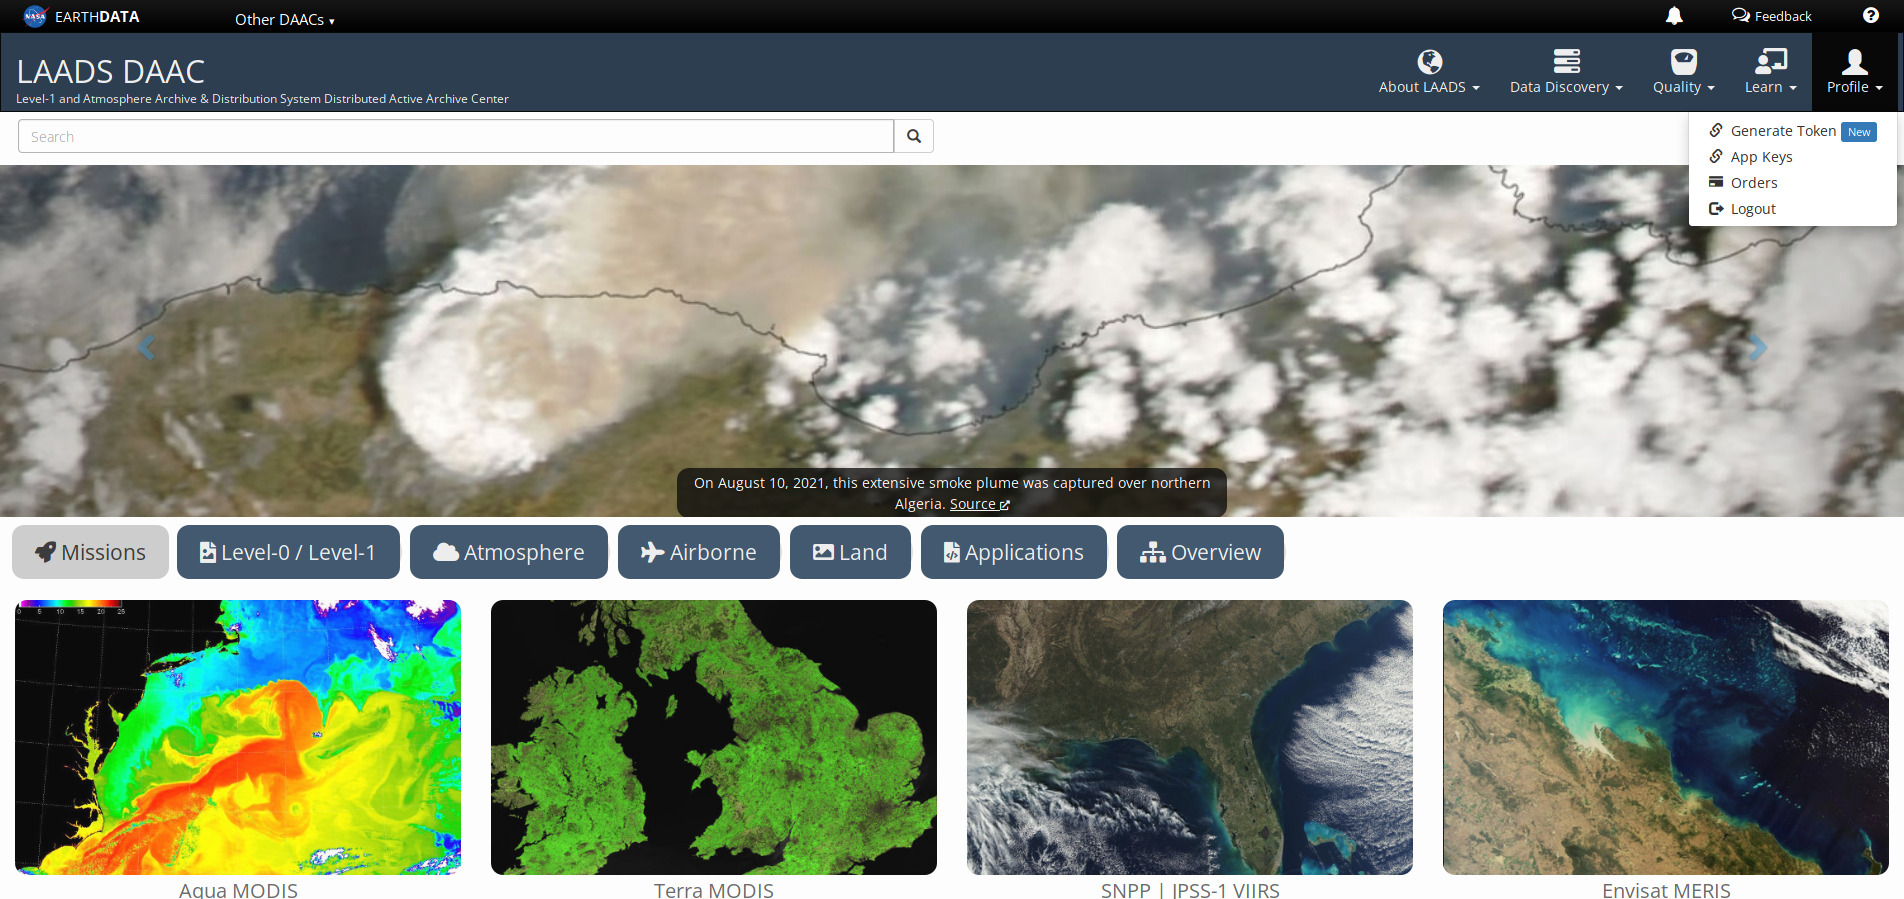 NASA EARTHDATA
Other DAACs
Feedback
LAADS DAAC
Level-1 and Atmosphere Archive & Distribution System Distributed Active Archive Center
About LAADS
Data Discovery
Quality
Learn
Profile
Search
Generate Token New
App Keys
Orders
Logout
On August 10, 2021, this extensive smoke plume was captured over northern
Algeria. Source
Missions
Level-0 / Level-1
Atmosphere
Airborne
Land
Applications
Overview
0 5 10 15 20 25
Aqua MODIS
Terra MODIS
SNPP | JPSS-1 VIIRS
Envisat MERIS